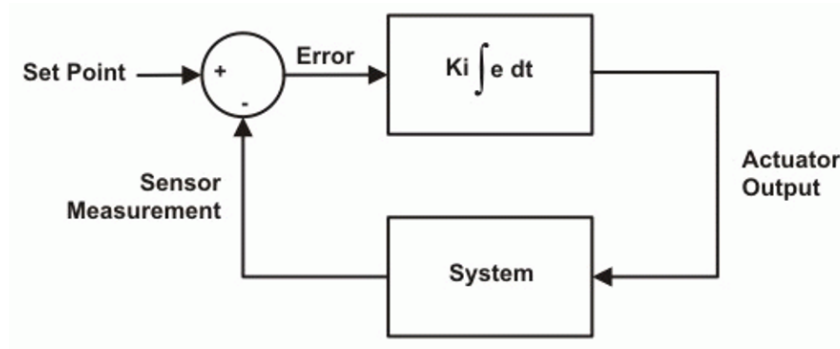 Set Point
+
-
Error
Ki ∫ e dt
Actuator
Output
System
Sensor
Measurement